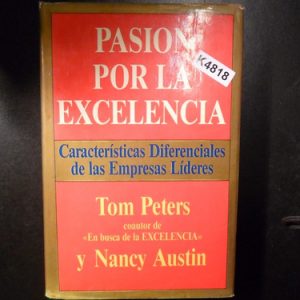 PASION
POR LA
EXCELENCIA
K4818
Características Diferenciales
de las Empresas Líderes
Tom Peters
coautor de
«En busca de la EXCELENCIA»
y Nancy Austin